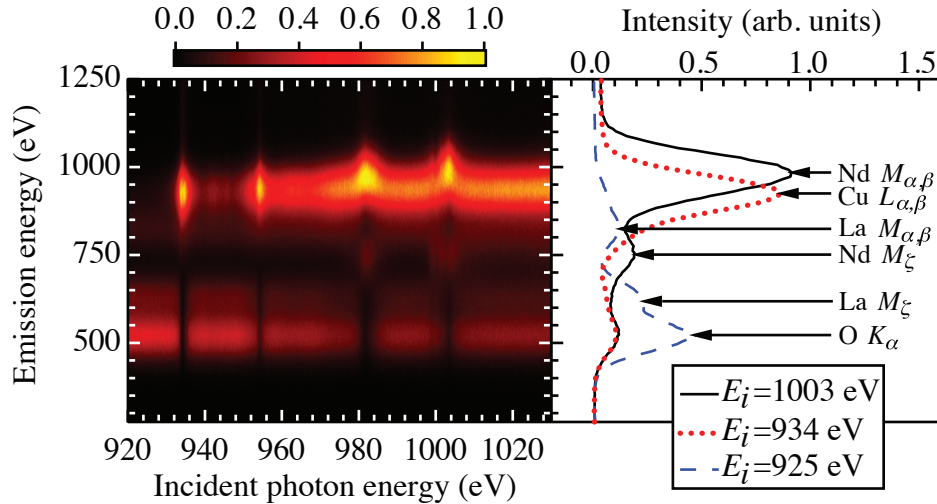 0.0 0.2 0.4 0.6 0.8 1.0
Intensity (arb. units)
0.0 0.5 1.0 1.5
1250
1000
750
500
Emission energy (eV)
920 940 960 980 1000 1020
Incident photon energy (eV)
Nd Mα,β
Cu Lα,β
La Mα,β
Nd Mζ
La Mζ
O Kα
Ei=1003 eV
Ei=934 eV
Ei=925 eV